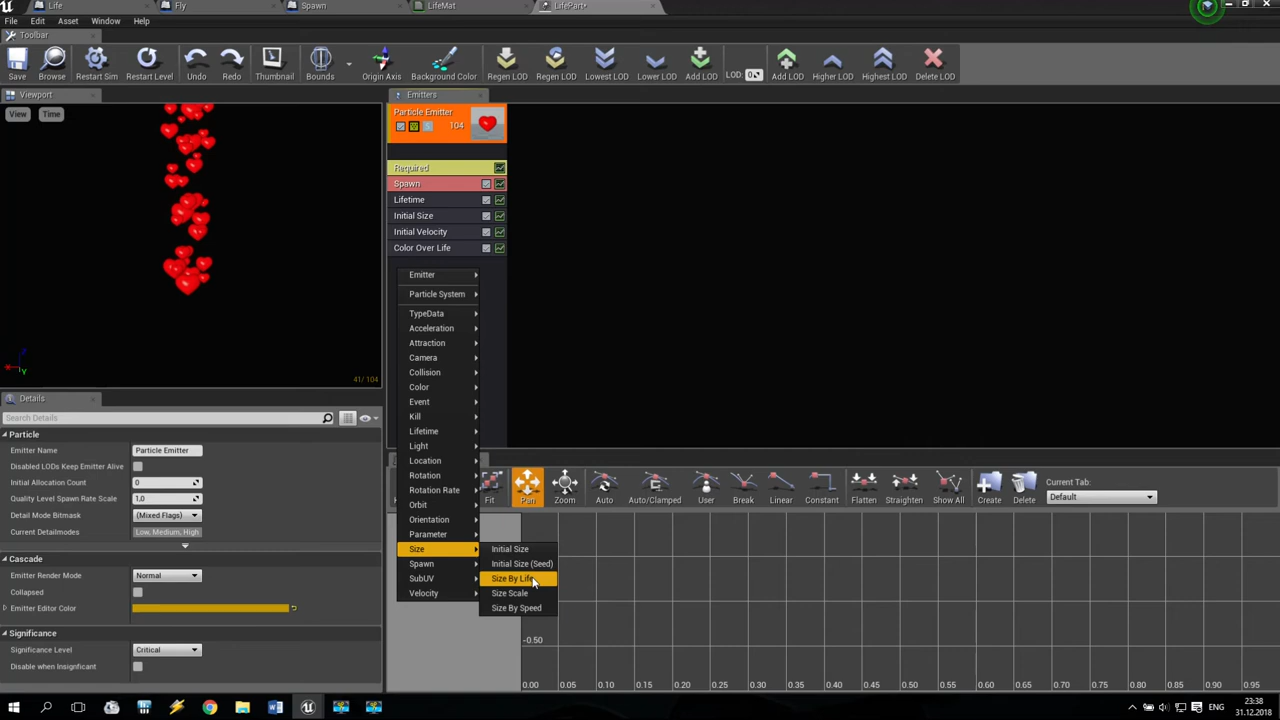 Life
Fly
Spawn
LifeMat
LifePart*
File Edit Asset Window Help
Toolbar
Save
Browse
Restart Sim
Restart Level
Undo
Redo
Thumbnail
Bounds
Origin Axis
Background Color
Regen LOD
Regen LOD
Lowest LOD
Lower LOD
Add LOD
LOD: 0
Add LOD
Higher LOD
Highest LOD
Delete LOD
Viewport
View
Time
Z
Y
41/ 104
Emitters
Particle Emitter
104
Required
Spawn
Lifetime
Initial Size
Initial Velocity
Color Over Life
Emitter
Particle System
TypeData
Acceleration
Attraction
Camera
Collision
Color
Event
Kill
Lifetime
Light
Location
Rotation
Rotation Rate
Orbit
Orientation
Parameter
Size
Spawn
SubUV
Velocity
Initial Size
Initial Size (Seed)
Size By Life
Size Scale
Size By Speed
Details
Search Details
Particle
Emitter Name Particle Emitter
Disabled LODs Keep Emitter Alive
Initial Allocation Count 0
Quality Level Spawn Rate Scale 1,0
Detail Mode Bitmask (Mixed Flags)
Current Detailmodes Low, Medium, High
Cascade
Emitter Render Mode Normal
Collapsed
Emitter Editor Color
Significance
Significance Level Critical
Disable when Insignficant
Fit
Pan
Zoom
Auto
Auto/Clamped
User
Break
Linear
Constant
Flatten
Straighten
Show All
Create
Delete
Current Tab:
Default
-0.50
0.00 0.05 0.10 0.15 0.20 0.25 0.30 0.35 0.40 0.45 0.50 0.55 0.60 0.65 0.70 0.75 0.80 0.85 0.90 0.95
ENG
23:38
31.12.2018